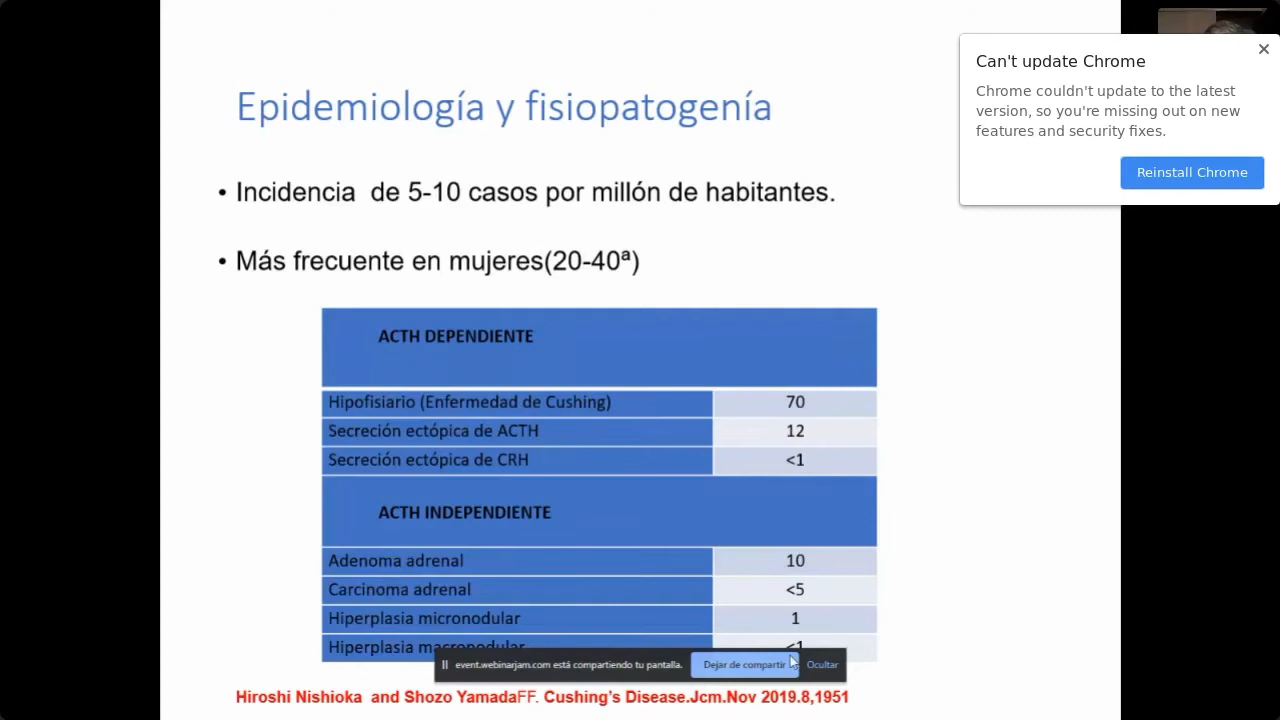 Epidemiología y fisiopatogenía
• Incidencia de 5-10 casos por millón de habitantes.
• Más frecuente en mujeres(20-40ª)
ACTH DEPENDIENTE
Hipofisiario (Enfermedad de Cushing) 70
Secreción ectópica de ACTH 12
Secreción ectópica de CRH <1
ACTH INDEPENDIENTE
Adenoma adrenal 10
Carcinoma adrenal <5
Hiperplasia micronodular 1
Hiperplasia macronodular <1
event.webinarjam.com está compartiendo tu pantalla. Dejar de compartir Ocultar
Hiroshi Nishioka and Shozo YamadaFF. Cushing's Disease.Jcm.Nov 2019.8,1951
Can't update Chrome
Chrome couldn't update to the latest
version, so you're missing out on new
features and security fixes.
Reinstall Chrome